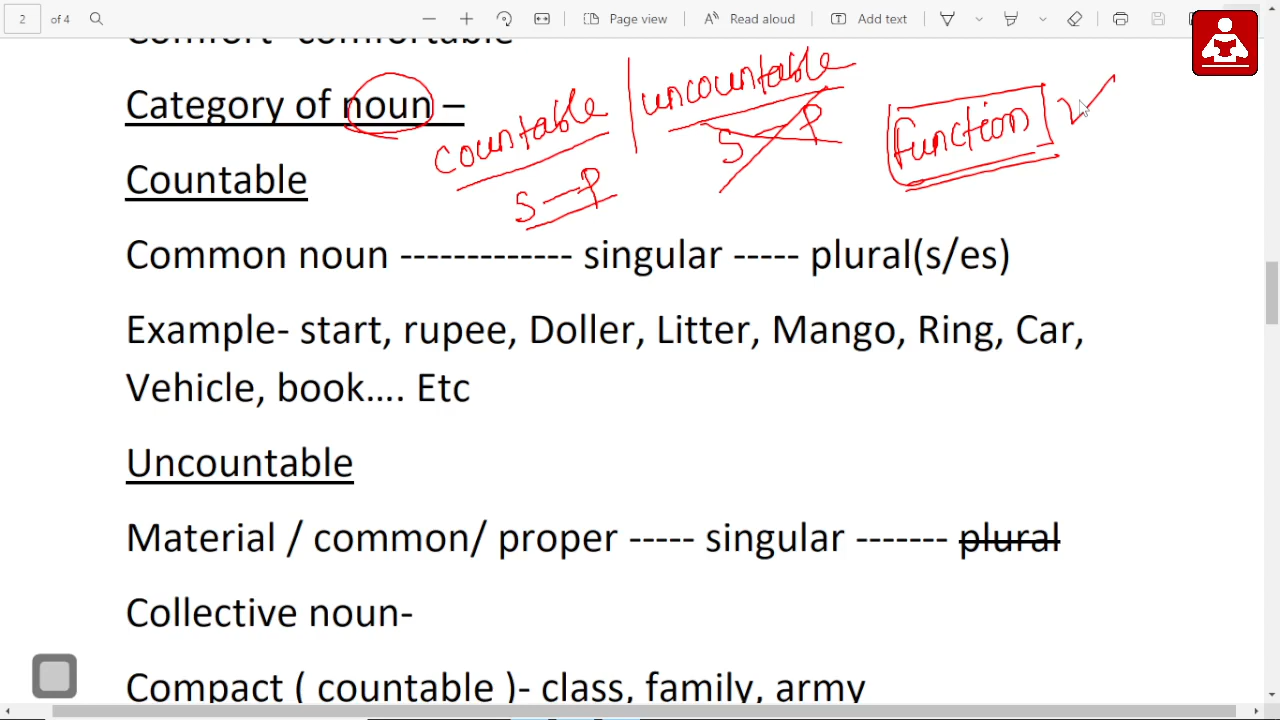 2 of 4 Page view Read aloud Add text
Comfort- comfortable
Category of noun –
countable | uncountable
S — P
S — P
Function
Countable
Common noun ------------- singular ----- plural(s/es)
Example- start, rupee, Doller, Litter, Mango, Ring, Car,
Vehicle, book.... Etc
Uncountable
Material / common/ proper ----- singular ------- plural
Collective noun-
Compact ( countable )- class, family, army